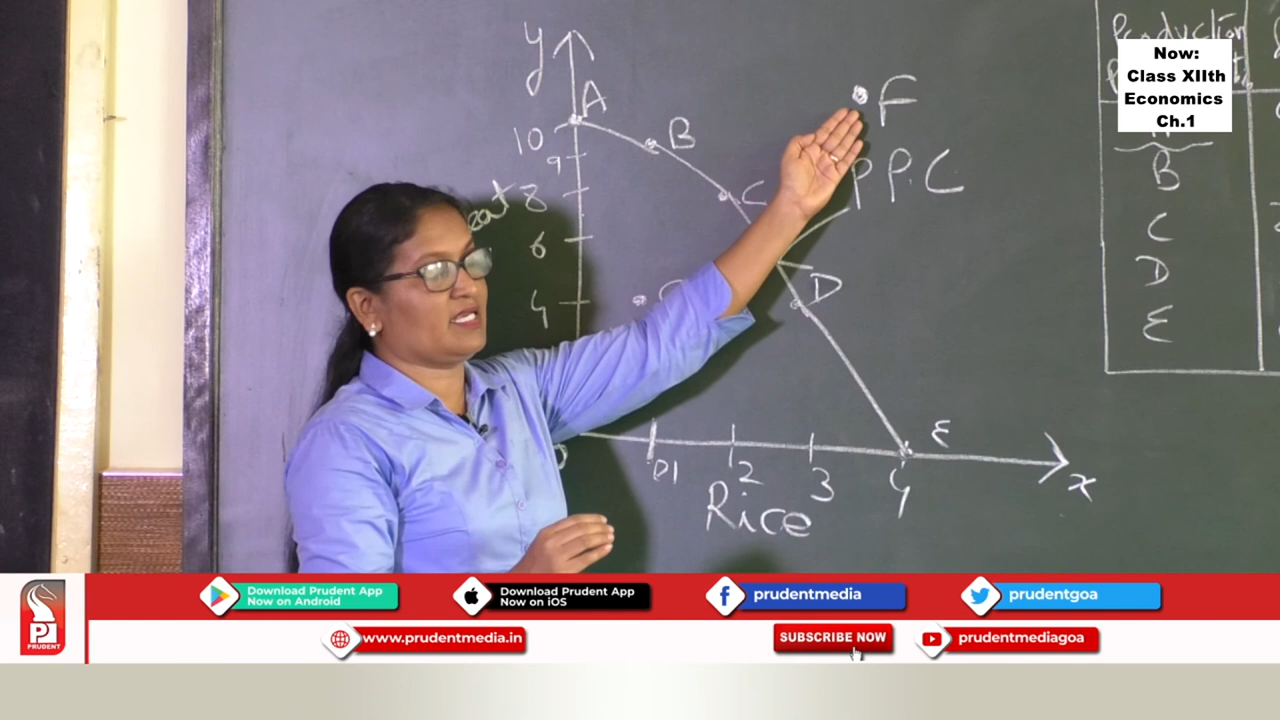 y
A
10
B
9
8
C
6
4
D
F
P.P.C
E
1
2
3
4
x
Rice
Production
B
C
D
E
Now:
Class XIIth
Economics
Ch.1
Download Prudent App
Now on Android
Download Prudent App
Now on iOS
prudentmedia
prudentgoa
PRUDENT
www.prudentmedia.in
SUBSCRIBE NOW
prudentmediagoa